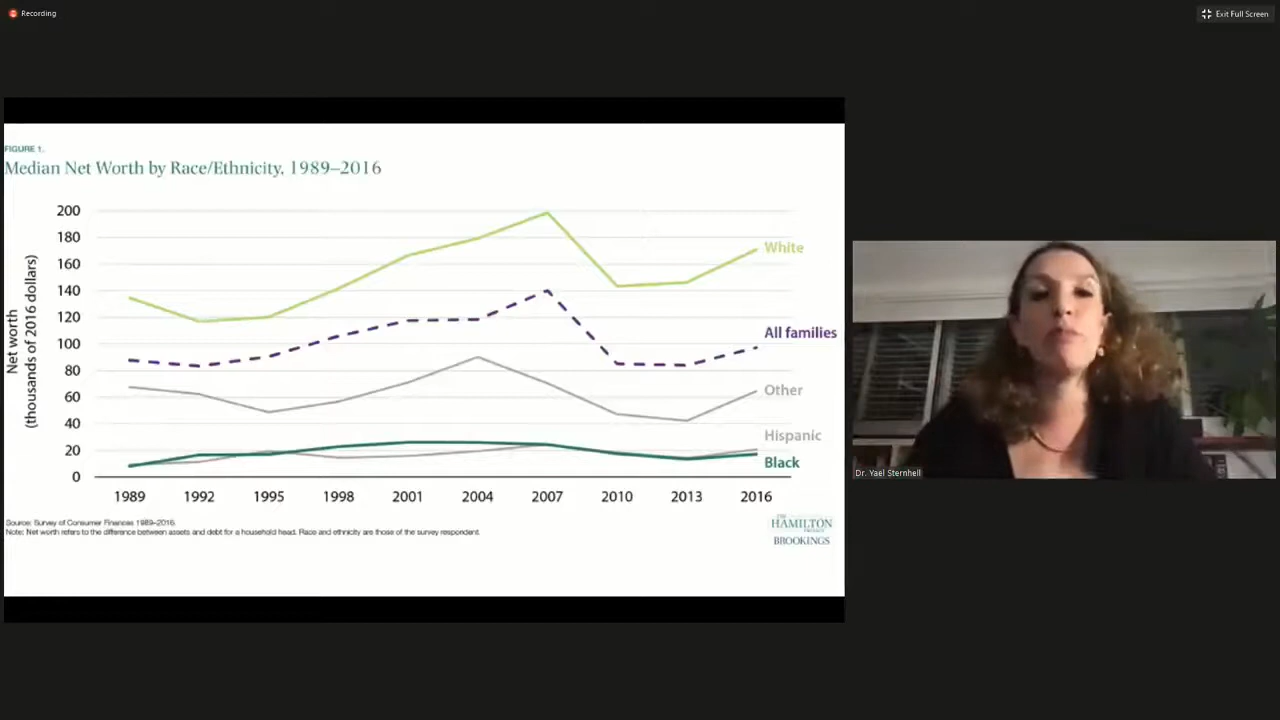 Recording
Exit Full Screen
FIGURE 1.
Median Net Worth by Race/Ethnicity, 1989–2016
Net worth
(thousands of 2016 dollars)
200
180
160
140
120
100
80
60
40
20
0
White
All families
Other
Hispanic
Black
1989 1992 1995 1998 2001 2004 2007 2010 2013 2016
Source: Survey of Consumer Finances 1989–2016.
Note: Net worth refers to the difference between assets and debt for a household head. Race and ethnicity are those of the survey respondent.
THE
HAMILTON
PROJECT
BROOKINGS
Dr. Yael Sternhell